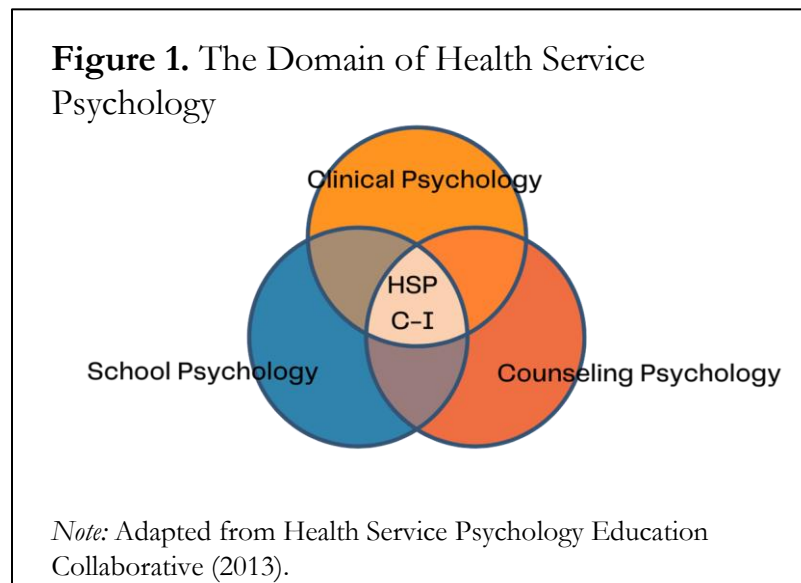 Figure 1. The Domain of Health Service
Psychology
Clinical Psychology
HSP
C-I
School Psychology
Counseling Psychology
Note: Adapted from Health Service Psychology Education
Collaborative (2013).